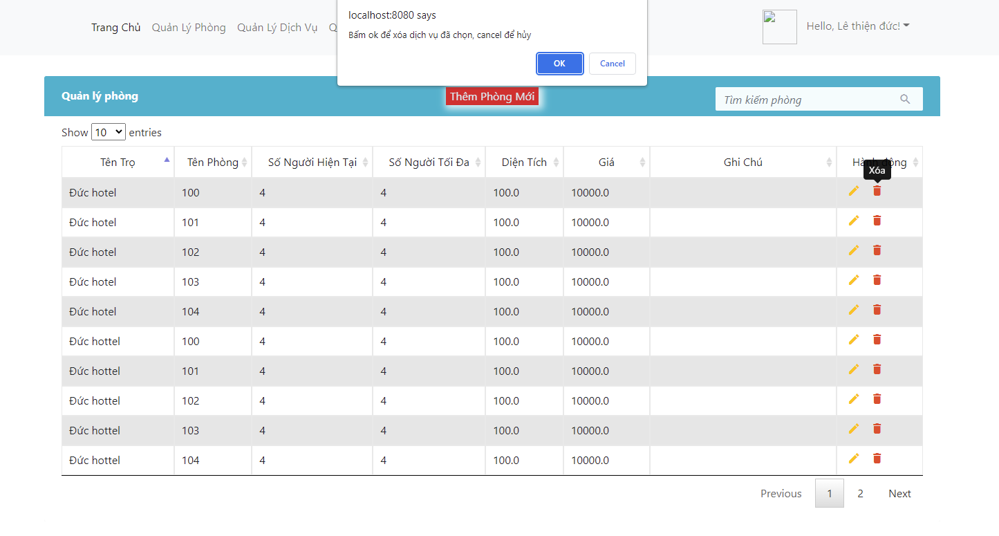 localhost:8080 says
Bấm ok để xóa dịch vụ đã chọn, cancel để hủy
OK Cancel
Trang Chủ Quản Lý Phòng Quản Lý Dịch Vụ Q
Hello, Lê thiện đức!
Quản lý phòng Thêm Phòng Mới Tìm kiếm phòng
Show 10 entries
Tên Trọ Tên Phòng Số Người Hiện Tại Số Người Tối Đa Diện Tích Giá Ghi Chú Hành động
Xóa
Đức hotel 100 4 4 100.0 10000.0
Đức hotel 101 4 4 100.0 10000.0
Đức hotel 102 4 4 100.0 10000.0
Đức hotel 103 4 4 100.0 10000.0
Đức hotel 104 4 4 100.0 10000.0
Đức hottel 100 4 4 100.0 10000.0
Đức hottel 101 4 4 100.0 10000.0
Đức hottel 102 4 4 100.0 10000.0
Đức hottel 103 4 4 100.0 10000.0
Đức hottel 104 4 4 100.0 10000.0
Previous 1 2 Next